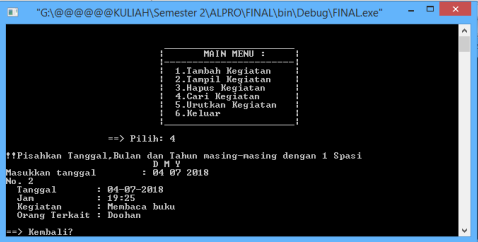 "G:\@@@@@@KULIAH\Semester 2\ALPRO\FINAL\bin\Debug\FINAL.exe"
MAIN MENU :
1.Tambah Kegiatan
2.Tampil Kegiatan
3.Hapus Kegiatan
4.Cari Kegiatan
5.Urutkan Kegiatan
6.Keluar
==> Pilih: 4
!!Pisahkan Tanggal,Bulan dan Tahun masing-masing dengan 1 Spasi
D M Y
Masukkan tanggal : 04 07 2018
No. 2
Tanggal : 04-07-2018
Jam : 19:25
Kegiatan : Membaca buku
Orang Terkait : Doohan
==> Kembali?